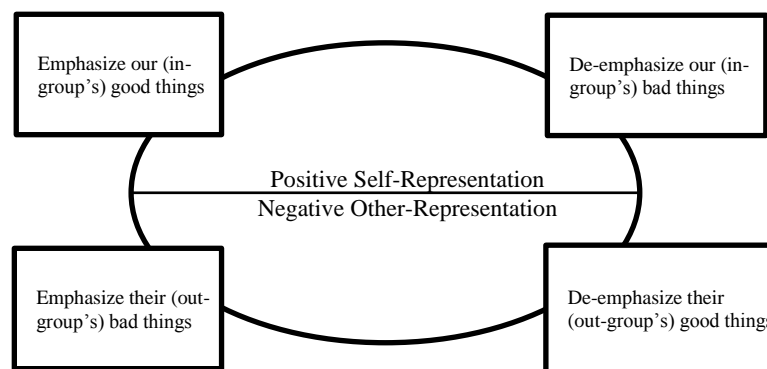 Emphasize our (in-
group's) good things
De-emphasize our (in-
group's) bad things
Positive Self-Representation
Negative Other-Representation
Emphasize their (out-
group's) bad things
De-emphasize their
(out-group's) good things